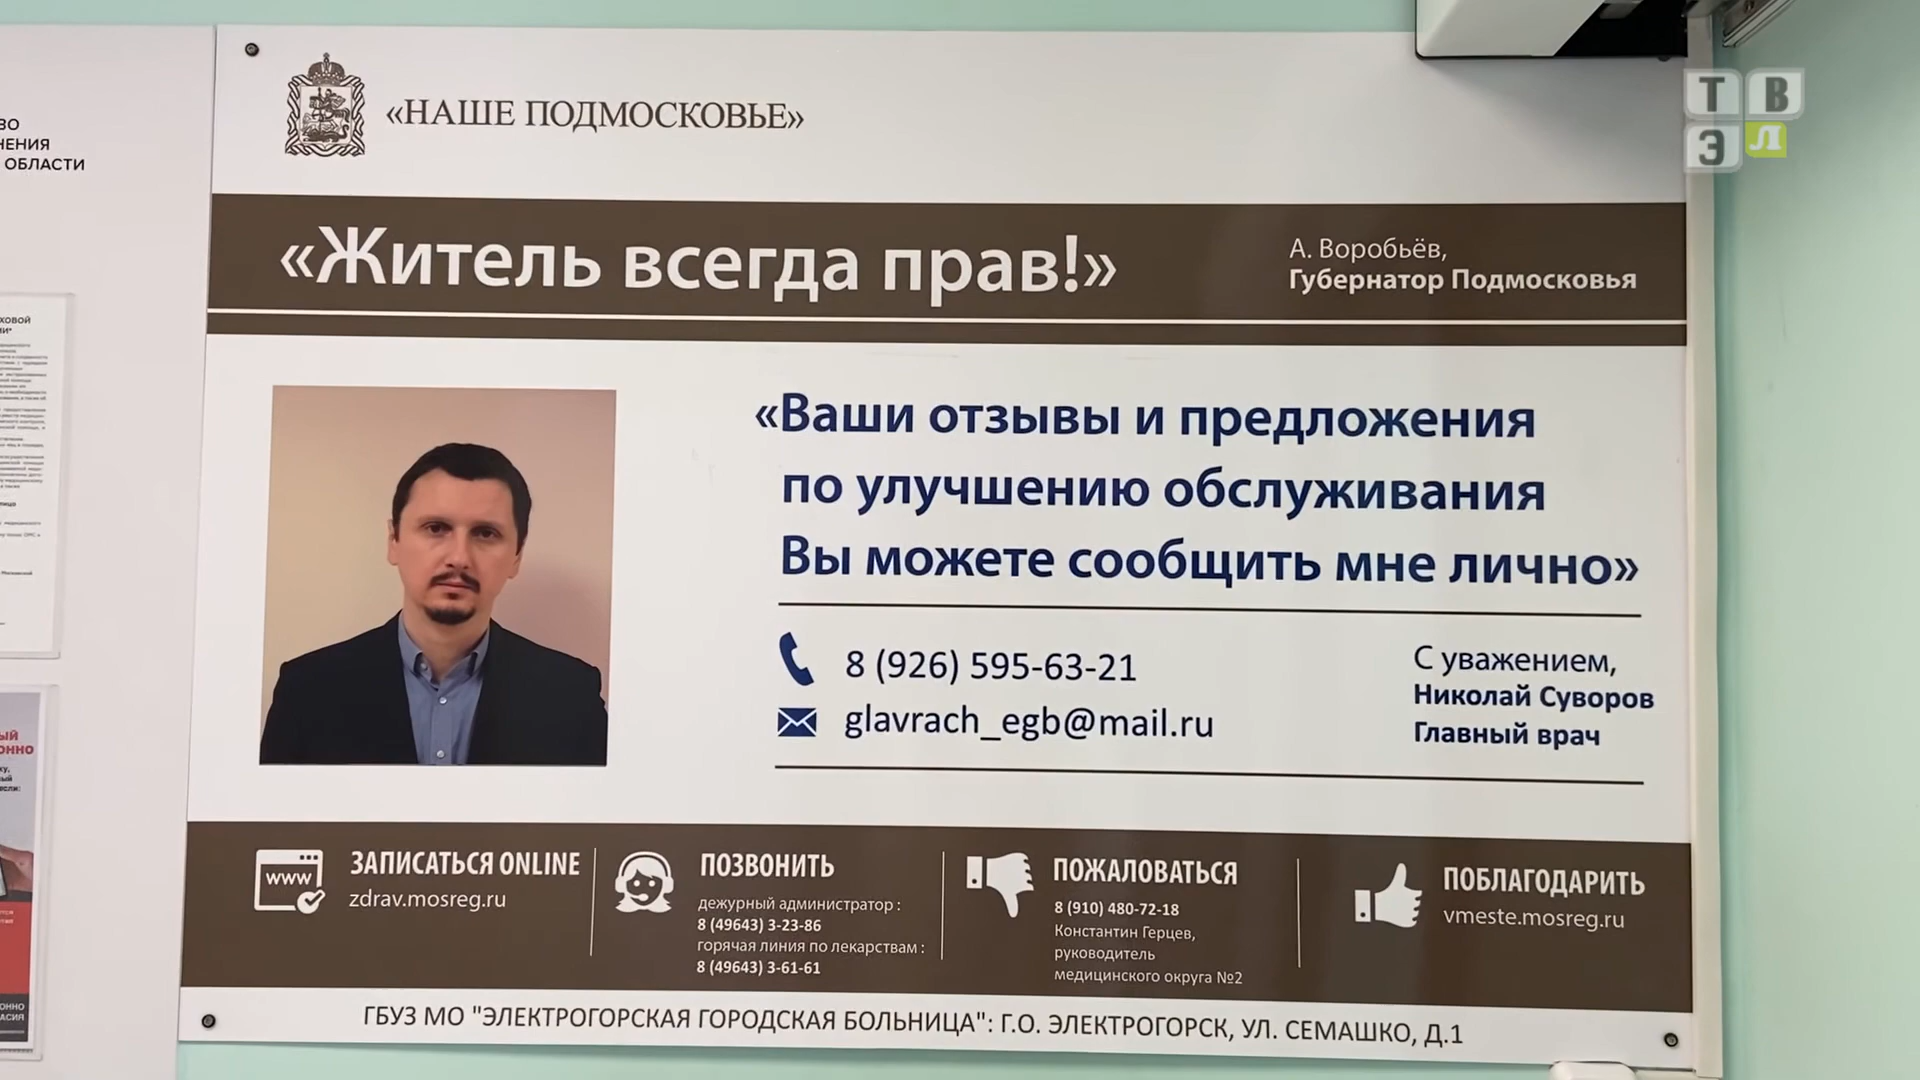 ТВ
ЭЛ
«НАШЕ ПОДМОСКОВЬЕ»
ОБЛАСТИ
«Житель всегда прав!»
А. Воробьёв,
Губернатор Подмосковья
«Ваши отзывы и предложения
по улучшению обслуживания
Вы можете сообщить мне лично»
8 (926) 595-63-21
glavrach_egb@mail.ru
С уважением,
Николай Суворов
Главный врач
www
ЗАПИСАТЬСЯ ONLINE
zdrav.mosreg.ru
ПОЗВОНИТЬ
дежурный администратор :
8 (49643) 3-23-86
горячая линия по лекарствам :
8 (49643) 3-61-61
ПОЖАЛОВАТЬСЯ
8 (910) 480-72-18
Константин Герцев,
руководитель
медицинского округа №2
ПОБЛАГОДАРИТЬ
vmeste.mosreg.ru
ГБУЗ МО "ЭЛЕКТРОГОРСКАЯ ГОРОДСКАЯ БОЛЬНИЦА": Г.О. ЭЛЕКТРОГОРСК, УЛ. СЕМАШКО, Д.1